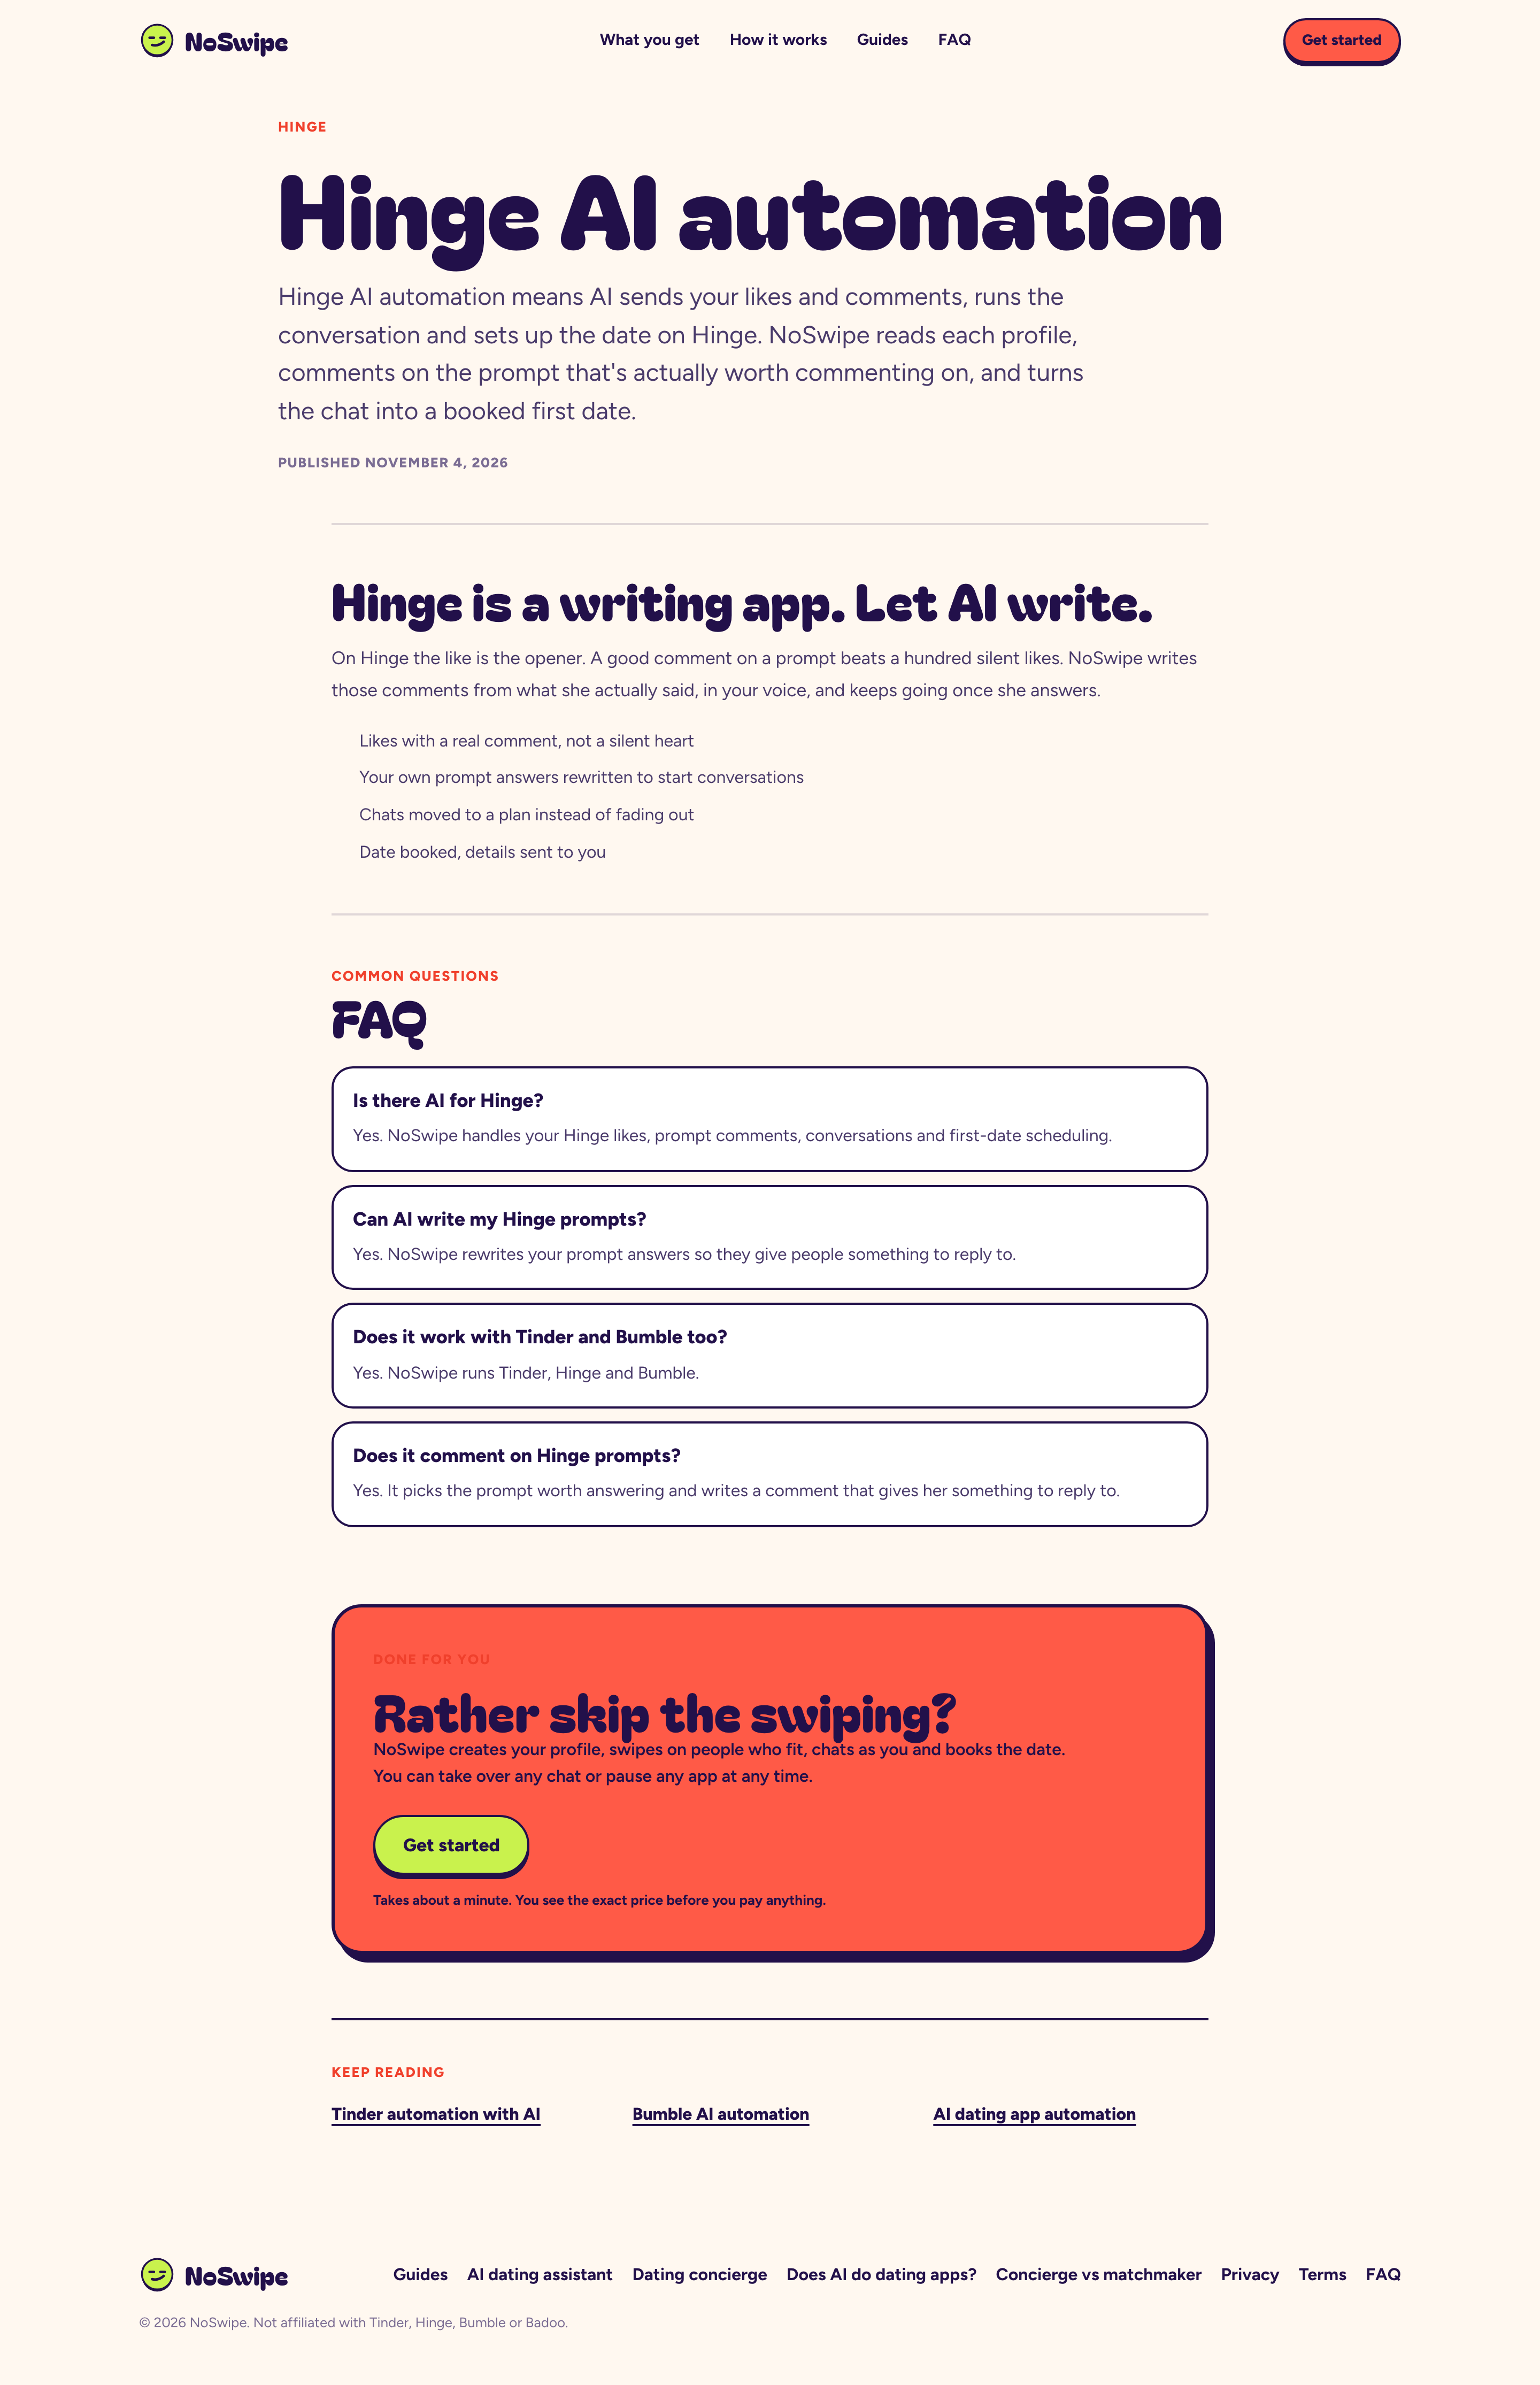 NoSwipe
What you get
How it works
Guides
FAQ
Get started
HINGE
Hinge AI automation
Hinge AI automation means AI sends your likes and comments, runs the
conversation and sets up the date on Hinge. NoSwipe reads each profile,
comments on the prompt that's actually worth commenting on, and turns
the chat into a booked first date.
PUBLISHED NOVEMBER 4, 2026
Hinge is a writing app. Let AI write.
On Hinge the like is the opener. A good comment on a prompt beats a hundred silent likes. NoSwipe writes
those comments from what she actually said, in your voice, and keeps going once she answers.
Likes with a real comment, not a silent heart
Your own prompt answers rewritten to start conversations
Chats moved to a plan instead of fading out
Date booked, details sent to you
COMMON QUESTIONS
FAQ
Is there AI for Hinge?
Yes. NoSwipe handles your Hinge likes, prompt comments, conversations and first-date scheduling.
Can AI write my Hinge prompts?
Yes. NoSwipe rewrites your prompt answers so they give people something to reply to.
Does it work with Tinder and Bumble too?
Yes. NoSwipe runs Tinder, Hinge and Bumble.
Does it comment on Hinge prompts?
Yes. It picks the prompt worth answering and writes a comment that gives her something to reply to.
DONE FOR YOU
Rather skip the swiping?
NoSwipe creates your profile, swipes on people who fit, chats as you and books the date.
You can take over any chat or pause any app at any time.
Get started
Takes about a minute. You see the exact price before you pay anything.
KEEP READING
Tinder automation with AI
Bumble AI automation
AI dating app automation
NoSwipe
Guides
AI dating assistant
Dating concierge
Does AI do dating apps?
Concierge vs matchmaker
Privacy
Terms
FAQ
© 2026 NoSwipe. Not affiliated with Tinder, Hinge, Bumble or Badoo.